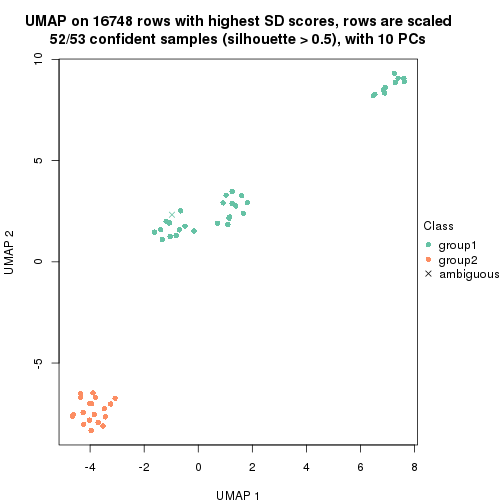 UMAP on 16748 rows with highest SD scores, rows are scaled
52/53 confident samples (silhouette > 0.5), with 10 PCs
10
5
0
-5
UMAP 2
-4
-2
0
2
4
6
8
UMAP 1
Class
group1
group2
ambiguous